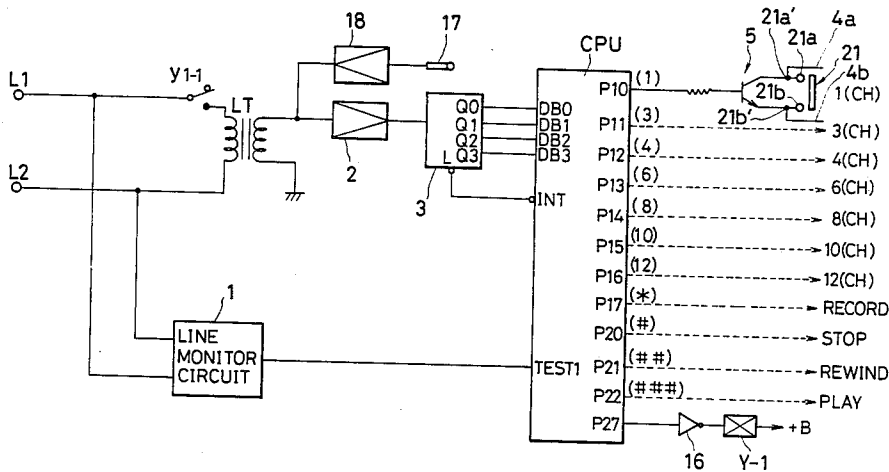 18
17
CPU
5
21a'
21a
4a
21
4b
L1
y1-1
LT
P10
(1)
21b
1(CH)
Q0
DB0
21b'
Q1
DB1
P11
(3)
3(CH)
Q2
DB2
Q3
DB3
P12
(4)
4(CH)
L
L2
2
3
INT
P13
(6)
6(CH)
P14
(8)
8(CH)
P15
(10)
10(CH)
P16
(12)
12(CH)
1
P17
(*)
RECORD
LINE
MONITOR
CIRCUIT
P20
(#)
STOP
TEST1
P21
(##)
REWIND
P22
(###)
PLAY
P27
+B
16
Y-1